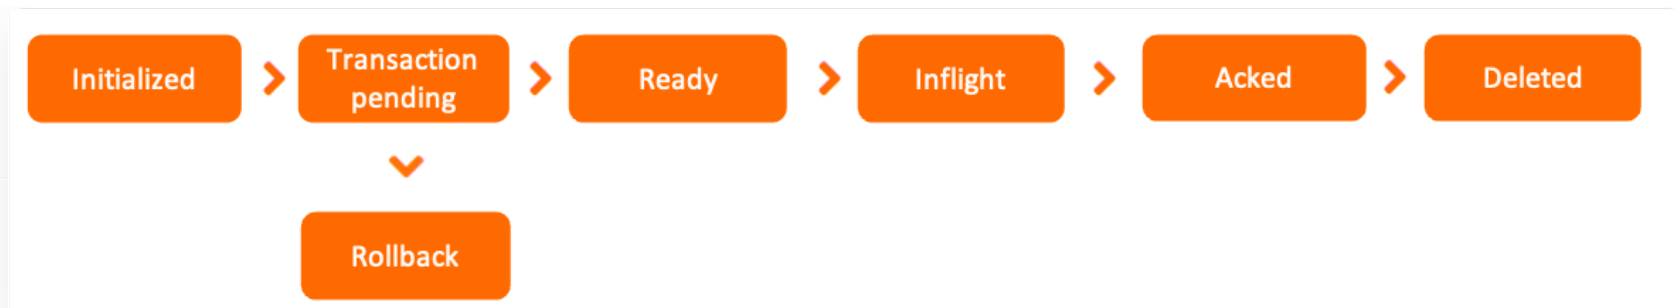 Initialized
Transaction
pending
Ready
Inflight
Acked
Deleted
Rollback